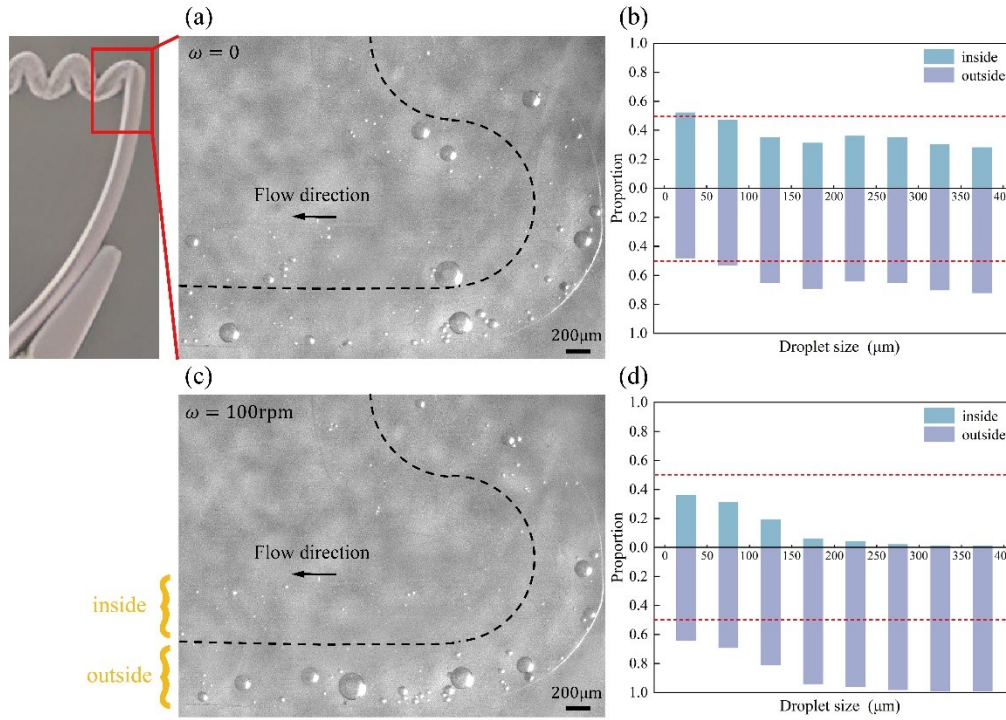 (a)
ω = 0
Flow direction
200μm
(b)
1.0
0.8
0.6
0.4
0.2
0.0
0.2
0.4
0.6
0.8
1.0
Proportion
inside
outside
0 50 100 150 200 250 300 350 400
Droplet size (μm)
(c)
ω = 100rpm
Flow direction
inside
outside
200μm
(d)
1.0
0.8
0.6
0.4
0.2
0.0
0.2
0.4
0.6
0.8
1.0
Proportion
inside
outside
0 50 100 150 200 250 300 350
Droplet size (μm)